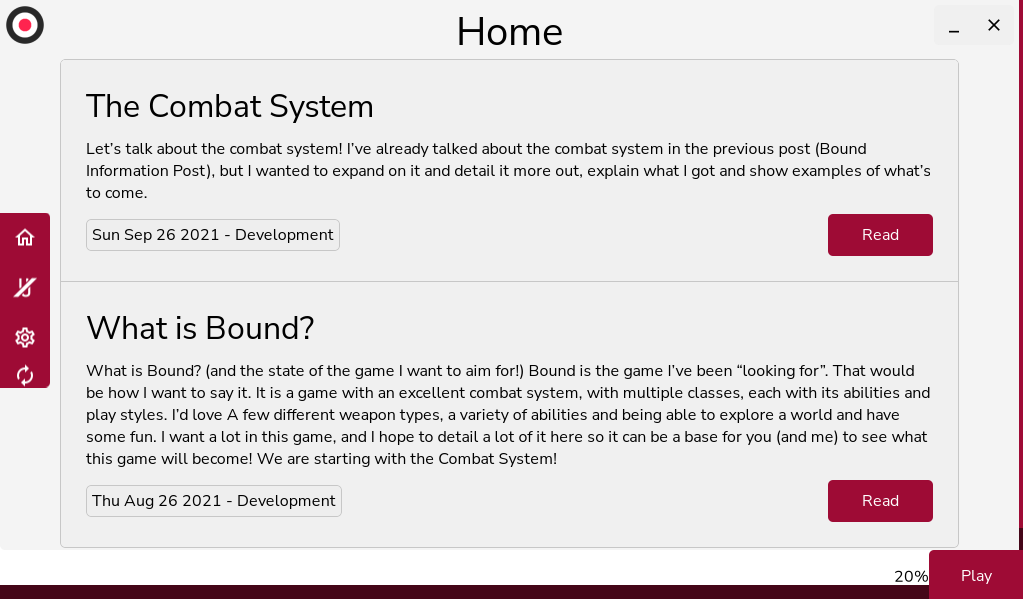 Home
The Combat System
Let’s talk about the combat system! I’ve already talked about the combat system in the previous post (Bound
Information Post), but I wanted to expand on it and detail it more out, explain what I got and show examples of what’s
to come.
Sun Sep 26 2021 - Development
Read
What is Bound?
What is Bound? (and the state of the game I want to aim for!) Bound is the game I’ve been “looking for”. That would
be how I want to say it. It is a game with an excellent combat system, with multiple classes, each with its abilities and
play styles. I’d love A few different weapon types, a variety of abilities and being able to explore a world and have
some fun. I want a lot in this game, and I hope to detail a lot of it here so it can be a base for you (and me) to see what
this game will become! We are starting with the Combat System!
Thu Aug 26 2021 - Development
Read
20%
Play